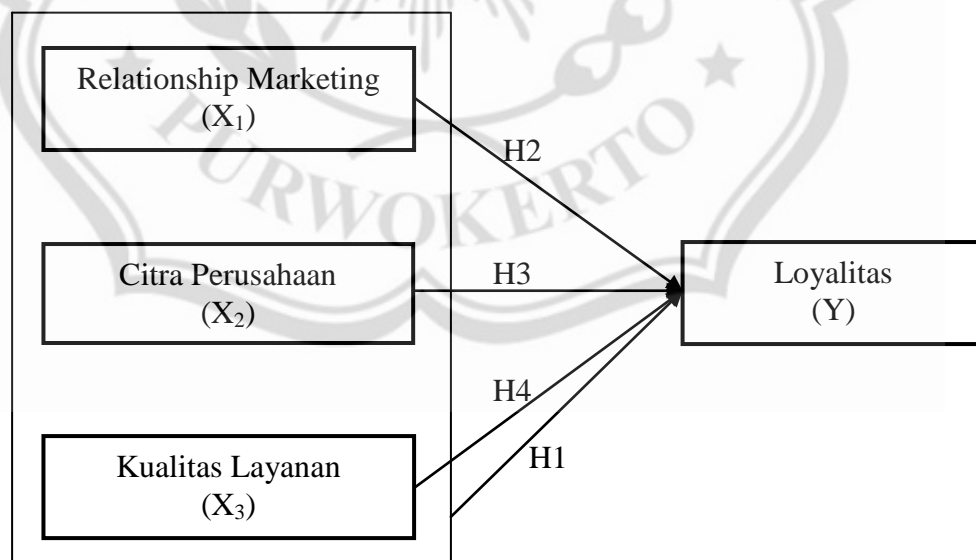 Relationship Marketing
(X₁)
H2
PURWOKERTO
Citra Perusahaan
(X₂)
H3
Loyalitas
(Y)
H4
Kualitas Layanan
(X₃)
H1